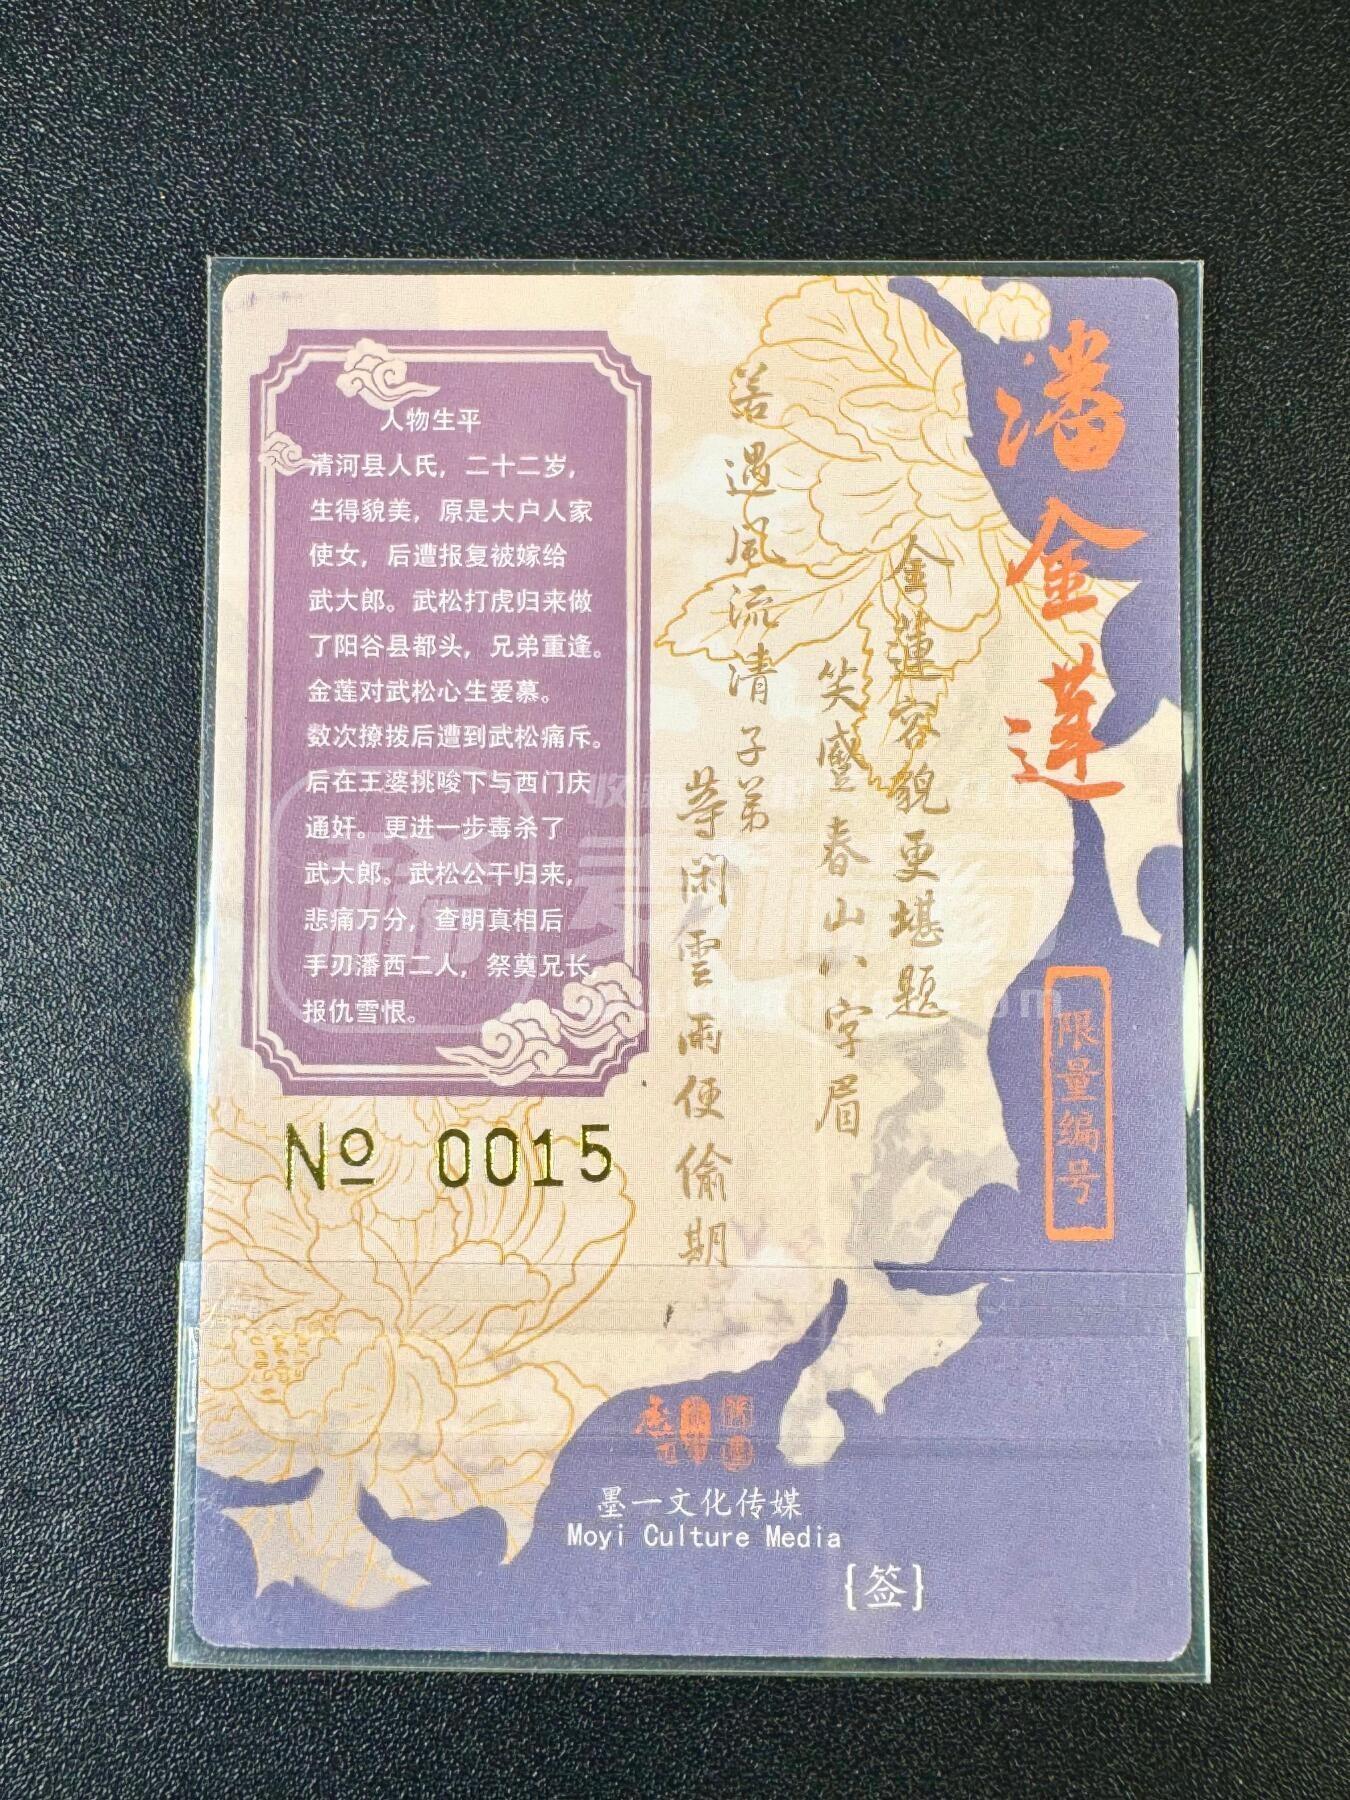 潘金莲
限量编号
金蓮容貌更堪題
笑蹙春山八字眉
若遇風流清子弟
等闲雲雨便偷期
人物生平
清河县人氏，二十二岁，
生得貌美，原是大户人家
使女，后遭报复被嫁给
武大郎。武松打虎归来做
了阳谷县都头，兄弟重逢。
金莲对武松心生爱慕。
数次撩拨后遭到武松痛斥。
后在王婆挑唆下与西门庆
通奸。更进一步毒杀了
武大郎。武松公干归来，
悲痛万分，查明真相后
手刃潘西二人，祭奠兄长，
报仇雪恨。
№ 0015
墨一文化传媒
Moyi Culture Media
{签}